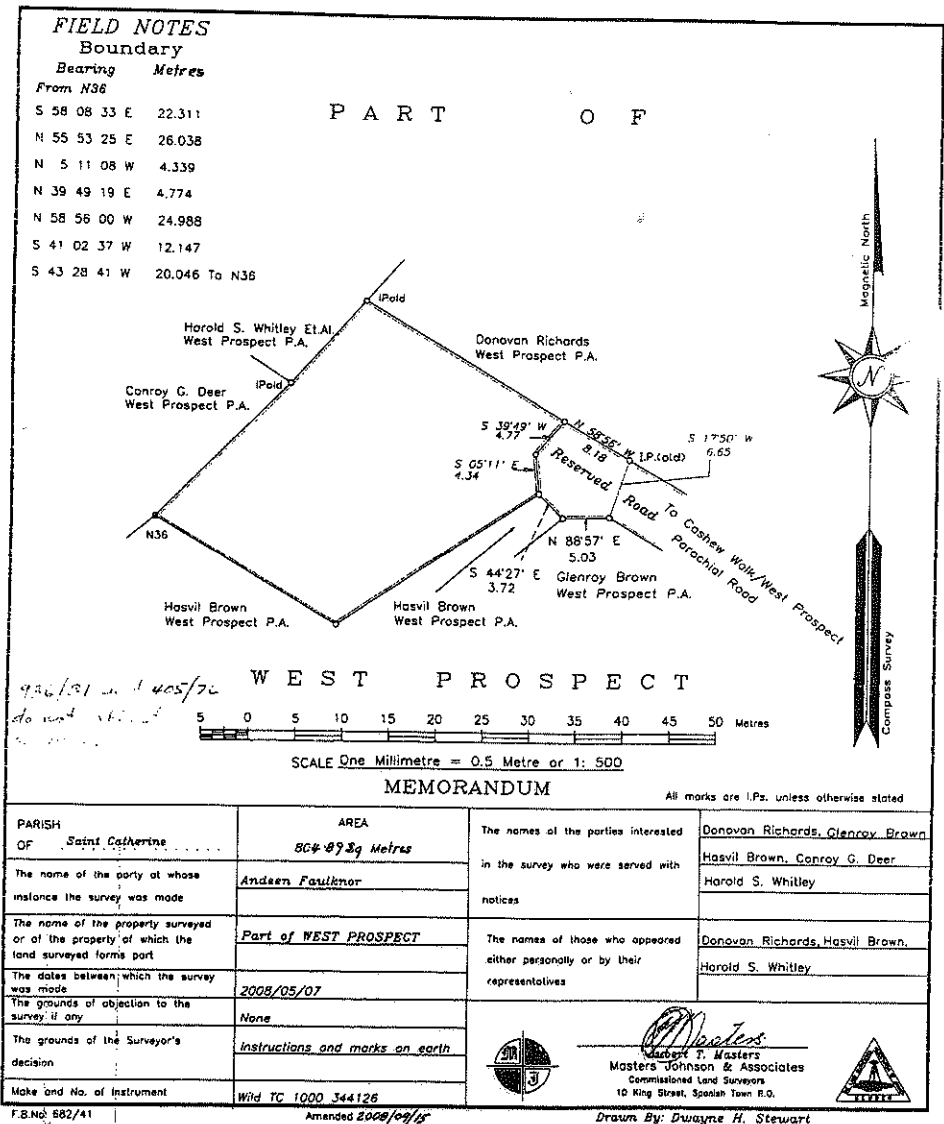 FIELD NOTES
Boundary
Bearing Metres
From N36
S 58 08 33 E 22.311
N 55 53 25 E 26.038
N 5 11 08 W 4.339
N 39 49 19 E 4.774
N 58 56 00 W 24.988
S 41 02 37 W 12.147
S 43 28 41 W 20.046 To N36
PART OF
Magnetic North
N
Compass Survey
IPold
Harold S. Whitley Et.Al.
West Prospect P.A.
Donovan Richards
West Prospect P.A.
IPold
Conroy G. Deer
West Prospect P.A.
S 39°49' W
4.77
N 58°56' W
8.18
S 17°50' W
6.65
I.P.(old)
S 05°11' E
4.34
Reserved Road
To Cashew Walk/West Prospect
Parochial Road
N36
N 88°57' E
5.03
S 44°27' E
3.72
Glenroy Brown
West Prospect P.A.
Hasvil Brown
West Prospect P.A.
Hasvil Brown
West Prospect P.A.
936/31 405/72
do not
WEST PROSPECT
5 0 5 10 15 20 25 30 35 40 45 50 Metres
SCALE One Millimetre = 0.5 Metre or 1: 500
MEMORANDUM
All marks are I.P.s. unless otherwise stated
PARISH
OF Saint Catherine
AREA
Metres
The name of the party at whose
instance the survey was made
Andeen Faulknor
The name of the property surveyed
or of the property of which the
land surveyed forms part
Part of WEST PROSPECT
The dates between which the survey
was made
2008/05/07
The grounds of objection to the
survey if any
None
The grounds of the Surveyor's
decision
Instructions and marks on earth
Make and No. of Instrument
Wild TC 1000 344126
The names of the parties interested
in the survey who were served with
notices
Donovan Richards, Glenroy Brown
Hasvil Brown, Conroy G. Deer
Harold S. Whitley
The names of those who appeared
either personally or by their
representatives
Donovan Richards, Hasvil Brown,
Harold S. Whitley
T. Masters
Masters Johnson & Associates
Commissioned Land Surveyors
10 King Street, Spanish Town P.O.
M J
MEMBER
F.B.No. 682/41
Amended 2008/09/15
Drawn By: Dwayne H. Stewart